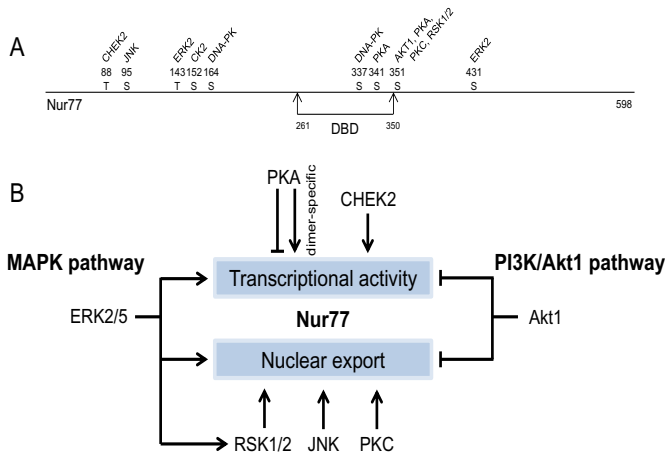 A
CHEK2
JNK
ERK2
CK2
DNA-PK
DNA-PK
PKA
AKT1, PKA,
PKC, RSK1/2
ERK2
88 95 143 152 164 337 341 351 431
T S T S S S S S S
Nur77 598
261 DBD 350
B
PKA
dimer-specific
CHEK2
MAPK pathway
PI3K/Akt1 pathway
Transcriptional activity
ERK2/5
Nur77
Akt1
Nuclear export
RSK1/2 JNK PKC